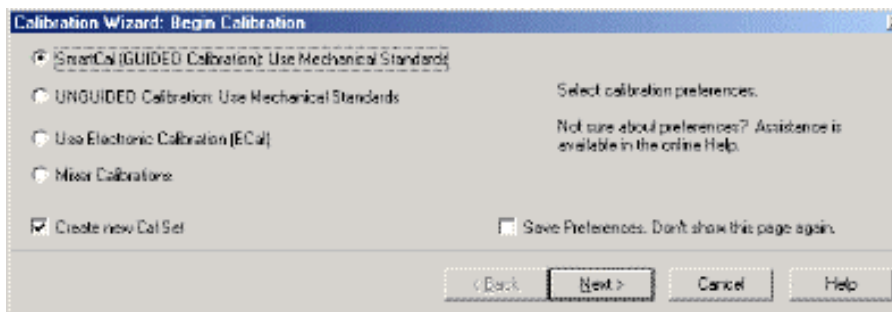 Calibration Wizard: Begin Calibration
SmartCal (GUIDED Calibration): Use Mechanical Standards
UNGUIDED Calibration: Use Mechanical Standards
Use Electronic Calibration (ECal)
Mixer Calibrations
Select calibration preferences.
Not sure about preferences? Assistance is
available in the online Help.
Create new Cal Set
Save Preferences. Don't show this page again.
< Back
Next >
Cancel
Help